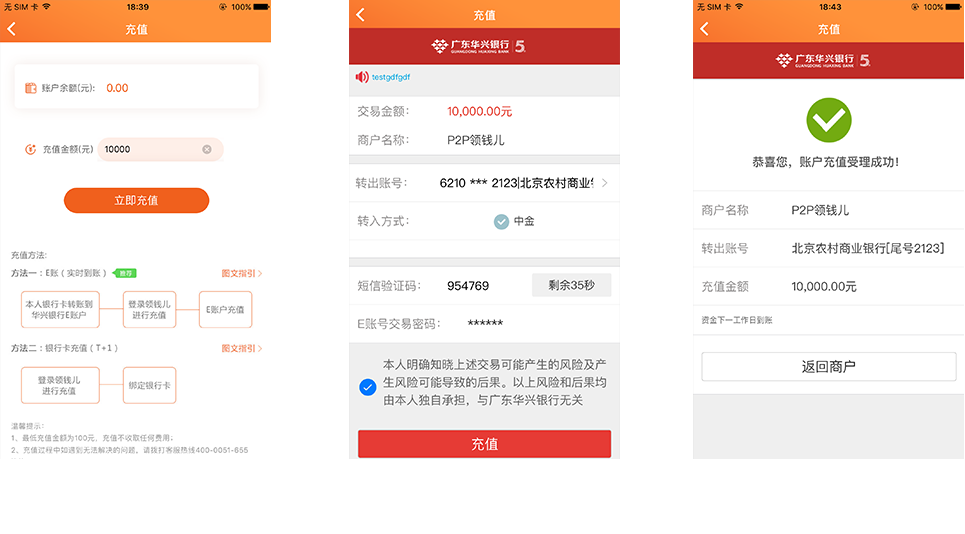 无 SIM 卡 18:39 100%
充值
账户余额(元): 0.00
充值金额(元) 10000
立即充值
充值方法:
方法一：E账（实时到账） 推荐 图文指引
本人银行卡转账到
华兴银行E账户
登录领钱儿
进行充值
E账户充值
方法二：银行卡充值（T+1） 图文指引
登录领钱儿
进行充值
绑定银行卡
温馨提示:
1、最低充值金额为100元，充值不收取任何费用。
2、充值过程中如遇到无法解决的问题，请拨打客服热线400-0051-655
充值
广东华兴银行 5
GUANGDONG HUAXING BANK
testgdfgdf
交易金额： 10,000.00元
商户名称： P2P领钱儿
转出账号： 6210 *** 2123|北京农村商业
转入方式： 中金
短信验证码： 954769 剩余35秒
E账号交易密码： ******
本人明确知晓上述交易可能产生的风险及产
生风险可能导致的后果。以上风险和后果均
由本人独自承担，与广东华兴银行无关
充值
无 SIM 卡 18:43 100%
充值
广东华兴银行 5
GUANGDONG HUAXING BANK
恭喜您，账户充值受理成功！
商户名称 P2P领钱儿
转出账号 北京农村商业银行[尾号2123]
充值金额 10,000.00元
资金下一工作日到账
返回商户